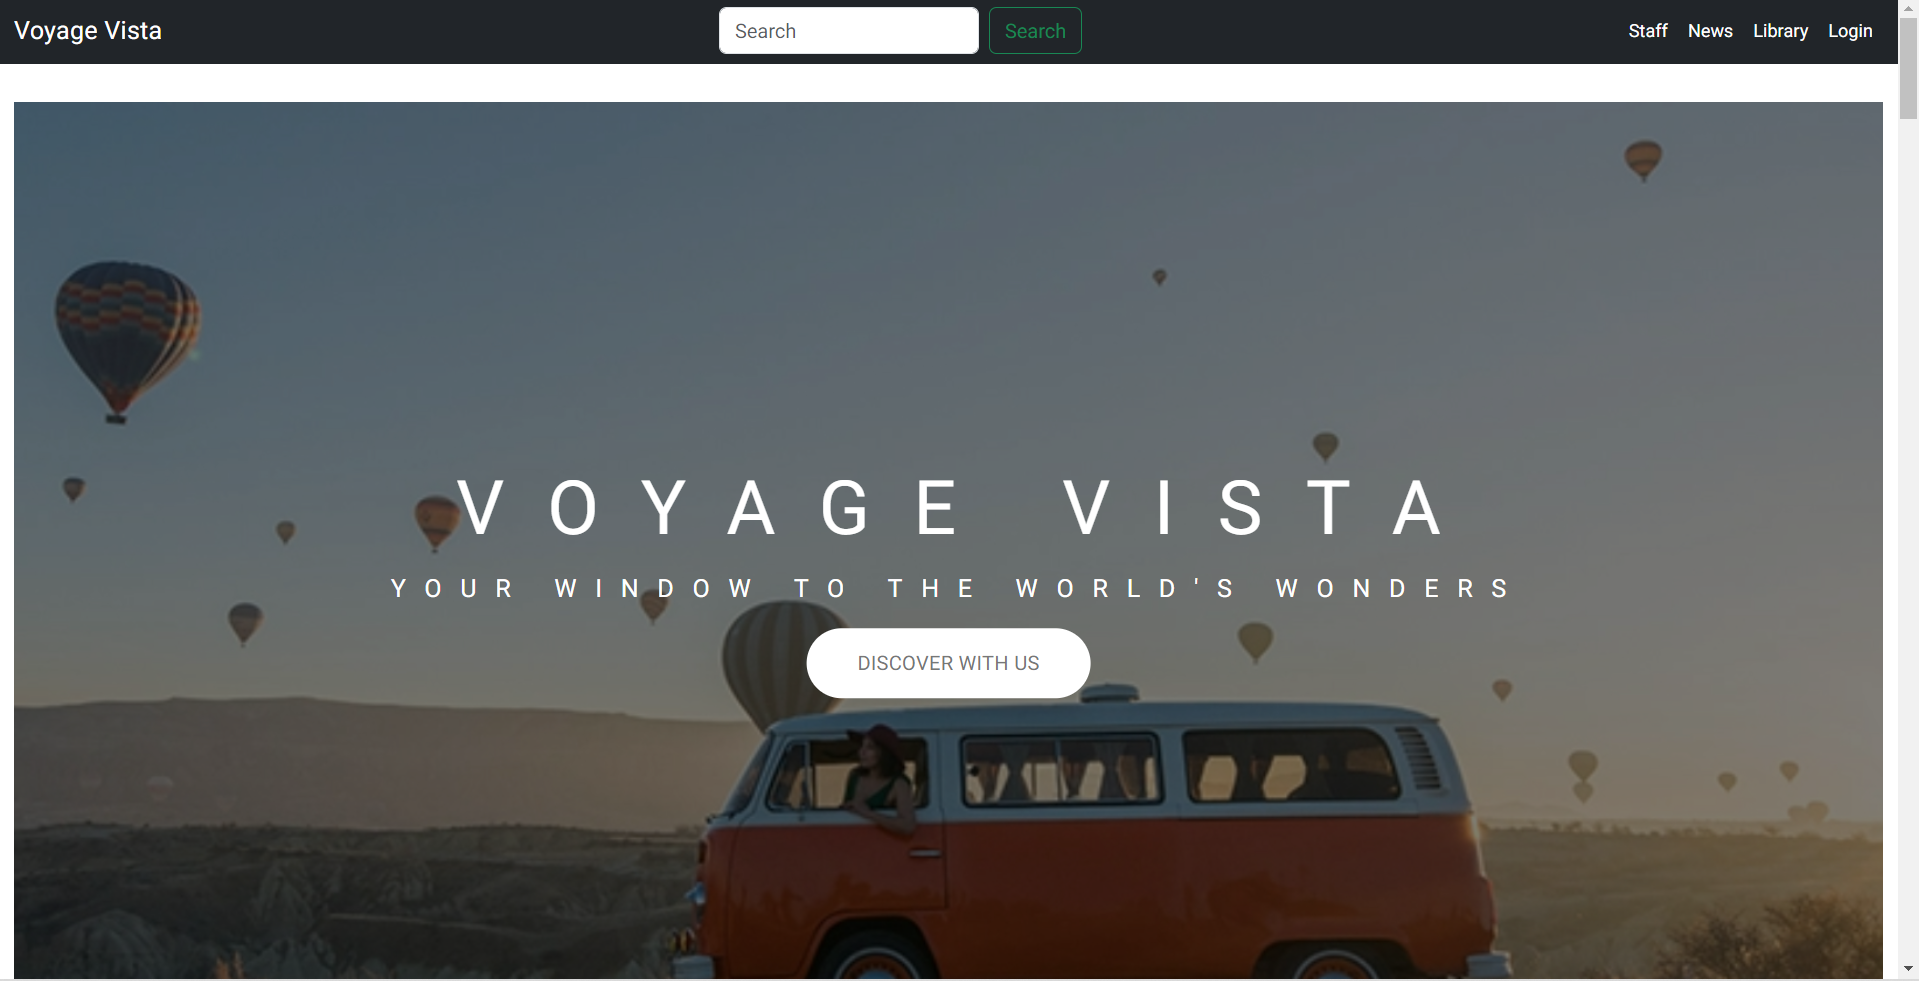 Voyage Vista Search Search Staff News Library Login
VOYAGE VISTA
YOUR WINDOW TO THE WORLD'S WONDERS
DISCOVER WITH US